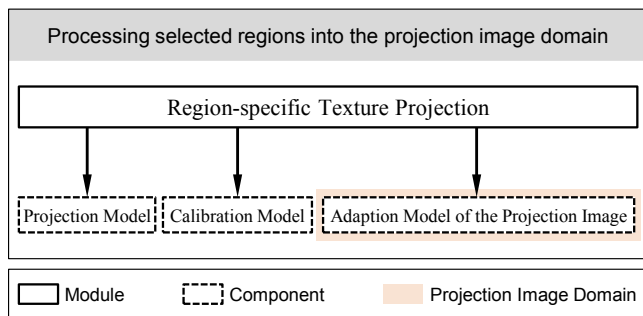 Processing selected regions into the projection image domain
Region-specific Texture Projection
Projection Model Calibration Model Adaption Model of the Projection Image
Module Component Projection Image Domain